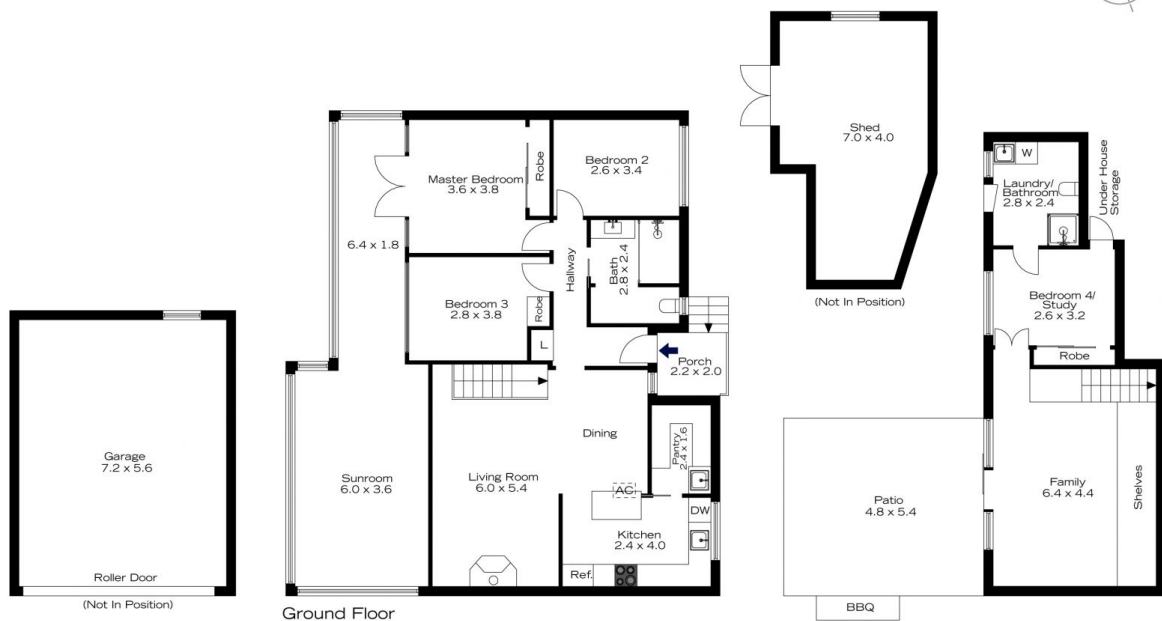 Shed
7.0 x 4.0
(Not In Position)
Master Bedroom
3.6 x 3.8
Robe
Bedroom 2
2.6 x 3.4
6.4 x 1.8
Hallway
Bath
2.8 x 2.4
Bedroom 3
2.8 x 3.8
Robe
L
Porch
2.2 x 2.0
Dining
Pantry
2.4 x 1.6
Living Room
6.0 x 5.4
AC
DW
Kitchen
2.4 x 4.0
Ref.
Sunroom
6.0 x 3.6
Ground Floor
Garage
7.2 x 5.6
Roller Door
(Not In Position)
W
Laundry/
Bathroom
2.8 x 2.4
Under House
Storage
Bedroom 4/
Study
2.6 x 3.2
Robe
Family
6.4 x 4.4
Shelves
Patio
4.8 x 5.4
BBQ